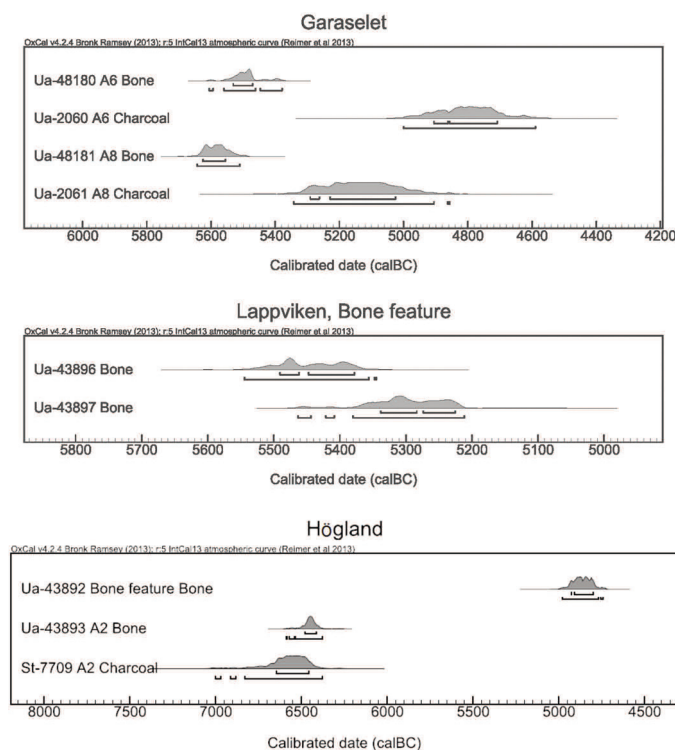 Garaselet
OxCal v4.2.4 Bronk Ramsey (2013); r:5 IntCal13 atmospheric curve (Reimer et al 2013)
Ua-48180 A6 Bone
Ua-2060 A6 Charcoal
Ua-48181 A8 Bone
Ua-2061 A8 Charcoal
6000 5800 5600 5400 5200 5000 4800 4600 4400 4200
Calibrated date (calBC)
Lappviken, Bone feature
OxCal v4.2.4 Bronk Ramsey (2013); r:5 IntCal13 atmospheric curve (Reimer et al 2013)
Ua-43896 Bone
Ua-43897 Bone
5800 5700 5600 5500 5400 5300 5200 5100 5000
Calibrated date (calBC)
Högland
OxCal v4.2.4 Bronk Ramsey (2013); r:5 IntCal13 atmospheric curve (Reimer et al 2013)
Ua-43892 Bone feature Bone
Ua-43893 A2 Bone
St-7709 A2 Charcoal
8000 7500 7000 6500 6000 5500 5000 4500
Calibrated date (calBC)